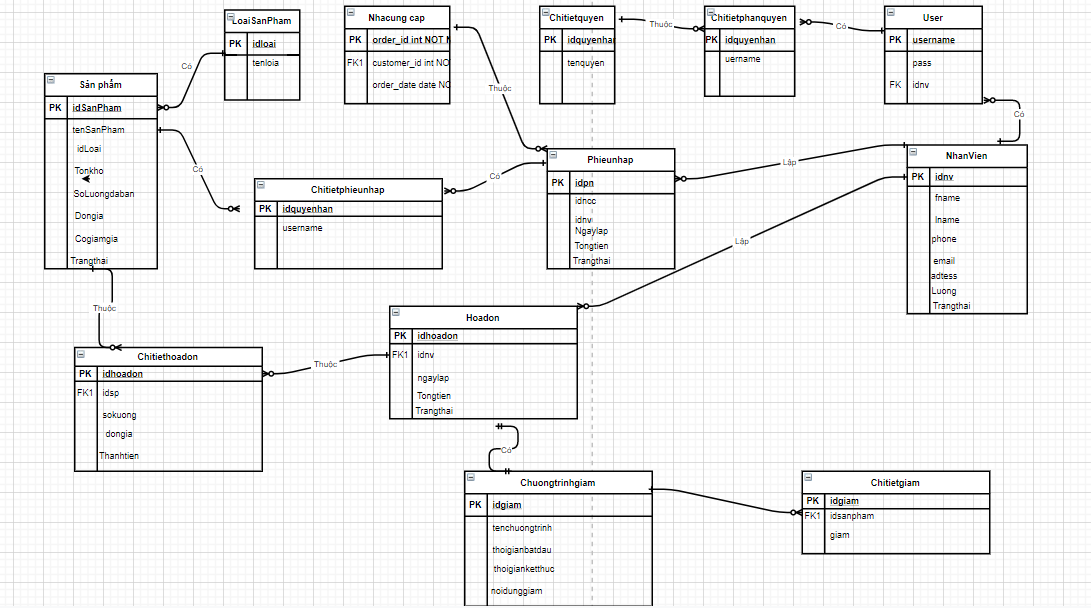 LoaiSanPham
PK idloai
tenloia
Nhacung cap
PK order_id int NOT N
FK1 customer_id int NO
order_date date NO
Chitietquyen
PK idquyenhan
tenquyen
Thuộc
Chitietphanquyen
PK idquyenhan
uername
Có
User
PK username
pass
FK idnv
Có
Có
Sản phẩm
PK idSanPham
tenSanPham
idLoai
Tonkho
SoLuongdaban
Dongia
Cogiamgia
Trangthai
Có
Thuộc
Chitietphieunhap
PK idquyenhan
username
Có
Phieunhap
PK idpn
idncc
idnv
Ngaylap
Tongtien
Trangthai
Lập
NhanVien
PK idnv
fname
lname
phone
email
adtess
Luong
Trangthai
Lập
Thuộc
Chitiethoadon
PK idhoadon
FK1 idsp
sokuong
dongia
Thanhtien
Thuộc
Hoadon
PK idhoadon
FK1 idnv
ngaylap
Tongtien
Trangthai
Có
Chuongtrinhgiam
PK idgiam
tenchuongtrinh
thoigianbatdau
thoigianketthuc
noidunggiam
Chitietgiam
PK idgiam
FK1 idsanpham
giam